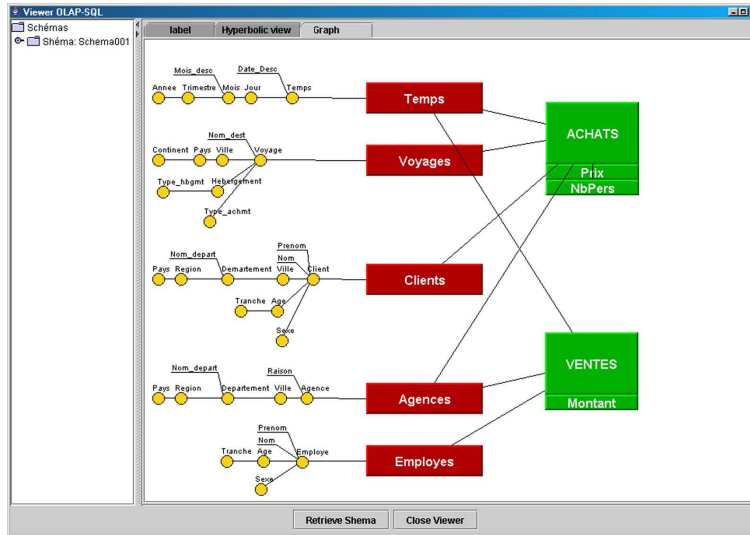 Viewer OLAP-SQL
Schémas
Shéma: Schema001
label
Hyperbolic view
Graph
Mois_desc
Date_Desc
Annee
Trimestre
Mois
Jour
Temps
Temps
Nom_dest
Continent
Pays
Ville
Voyage
Voyages
Type_hbgmt
Hebergement
Type_achmt
ACHATS
Prix
NbPers
Prenom
Nom_depart
Nom
Pays
Region
Demartement
Ville
Client
Clients
Tranche
Age
Sexe
Nom_depart
Raison
Pays
Region
Departement
Ville
Agence
Agences
VENTES
Montant
Prenom
Nom
Tranche
Age
Employe
Employes
Sexe
Retrieve Shema
Close Viewer